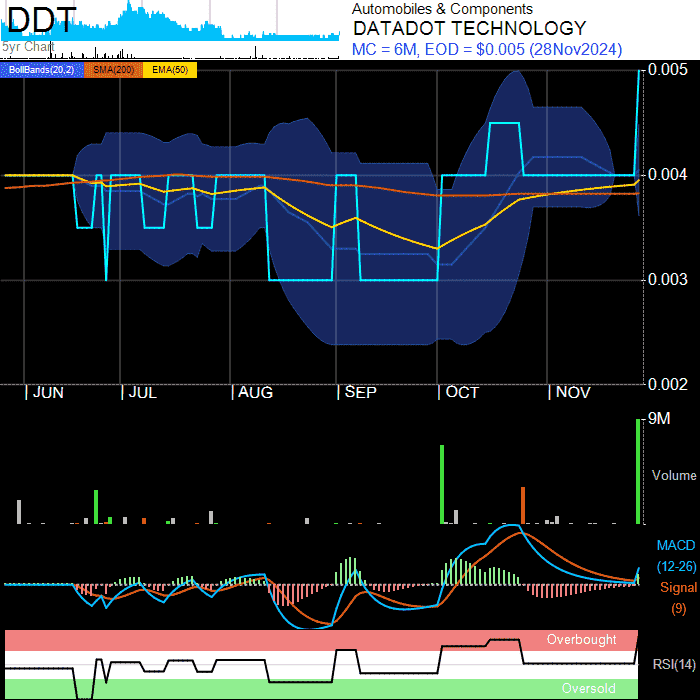 DDT
5yr Chart
Automobiles & Components
DATADOT TECHNOLOGY
MC = 6M, EOD = $0.005 (28Nov2024)
BollBands(20,2) SMA(200) EMA(50)
0.005
0.004
0.003
0.002
JUN JUL AUG SEP OCT NOV
9M
Volume
MACD
(12-26)
Signal
(9)
Overbought
RSI(14)
Oversold